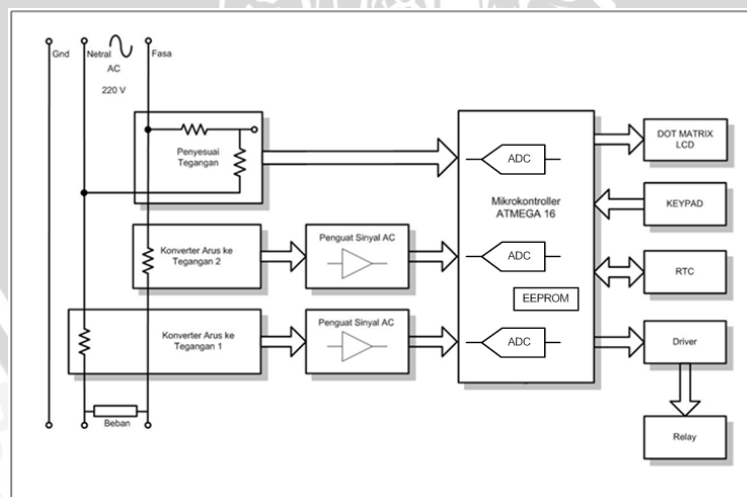 Gnd
Netral
Fasa
AC
220 V
Penyesuai
Tegangan
ADC
Mikrokontroller
ATMEGA 16
DOT MATRIX
LCD
KEYPAD
Konverter Arus ke
Tegangan 2
Penguat Sinyal AC
ADC
RTC
EEPROM
Konverter Arus ke
Tegangan 1
Penguat Sinyal AC
ADC
Driver
Beban
Relay